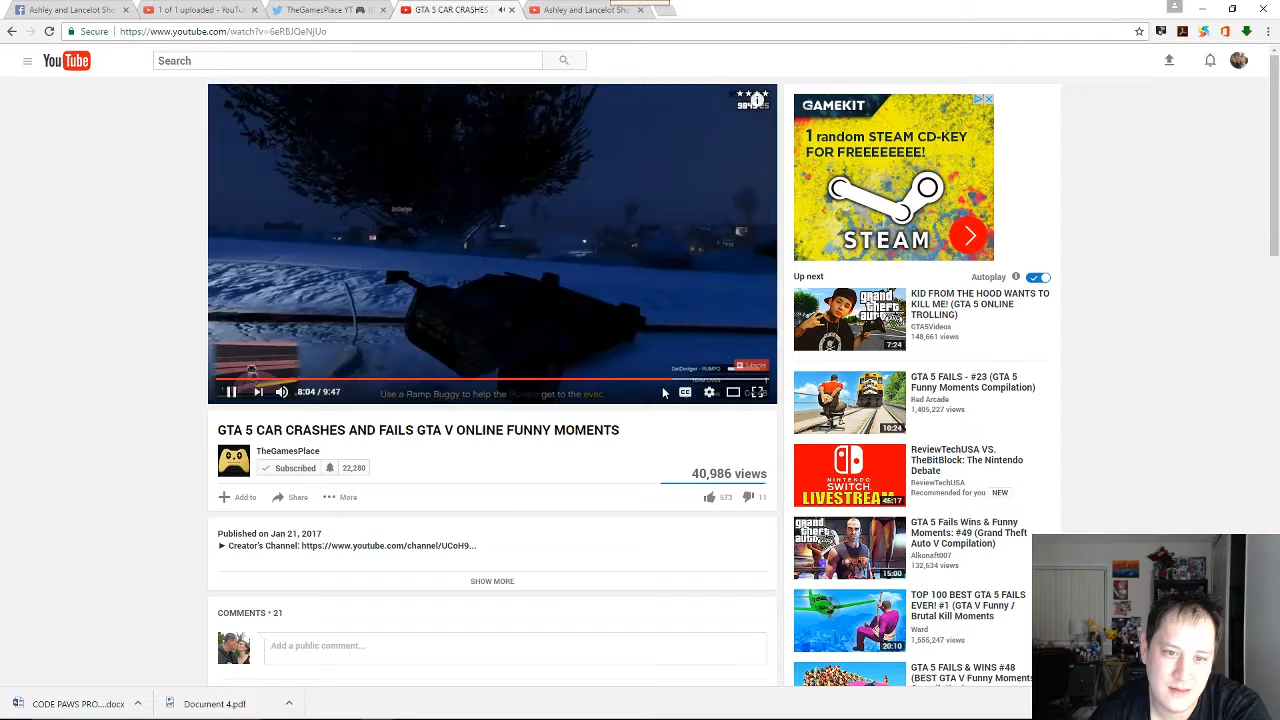 Ashley and Lancelot Sho
1 of 1 uploaded - YouTu
TheGamesPlace YT
GTA 5 CAR CRASHES
Ashley and Lancelot Sho
Secure
https://www.youtube.com/watch?v=6eRBJQeNjUo
YouTube
Search
GAMEKIT
1 random STEAM CD-KEY
FOR FREEEEEEE!
STEAM
DetDodger
DetDodger - RUMPO
8:04 / 9:47
Use a Ramp Buggy to help the Rumpo get to the evac.
Up next
Autoplay
KID FROM THE HOOD WANTS TO
KILL ME! (GTA 5 ONLINE
TROLLING)
GTA5Videos
148,661 views
7:24
GTA 5 FAILS - #23 (GTA 5
Funny Moments Compilation)
Red Arcade
1,405,227 views
10:24
GTA 5 CAR CRASHES AND FAILS GTA V ONLINE FUNNY MOMENTS
TheGamesPlace
Subscribed
22,280
40,986 views
Add to
Share
More
573
11
ReviewTechUSA VS.
TheBitBlock: The Nintendo
Debate
ReviewTechUSA
Recommended for you NEW
NINTENDO
SWITCH
LIVESTREAM
45:17
Published on Jan 21, 2017
► Creator's Channel: https://www.youtube.com/channel/UCoH9...
SHOW MORE
GTA 5 Fails Wins & Funny
Moments: #49 (Grand Theft
Auto V Compilation)
Alkonaft007
132,634 views
15:00
COMMENTS • 21
Add a public comment...
TOP 100 BEST GTA 5 FAILS
EVER! #1 (GTA V Funny /
Brutal Kill Moments
Ward
1,555,247 views
20:10
GTA 5 FAILS & WINS #48
(BEST GTA V Funny Moments
CODE PAWS PRO....docx
Document 4.pdf